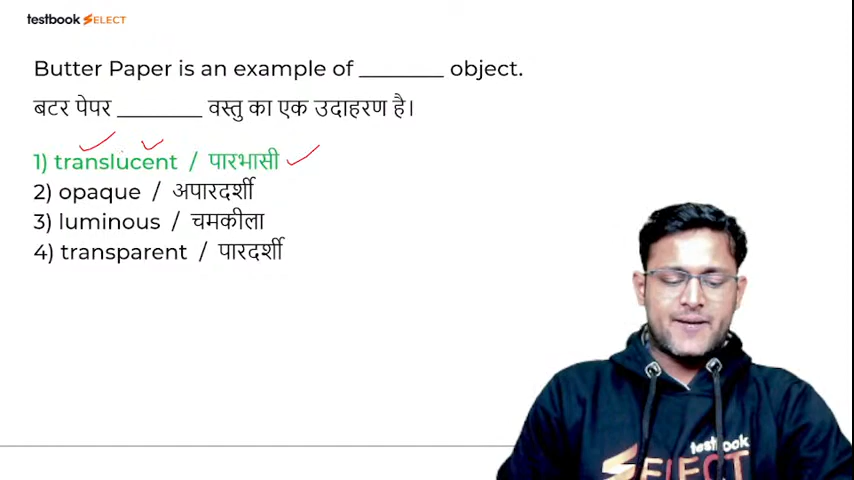 testbook SELECT
Butter Paper is an example of ________ object.
बटर पेपर ________ वस्तु का एक उदाहरण है।
1) translucent / पारभासी
2) opaque / अपारदर्शी
3) luminous / चमकीला
4) transparent / पारदर्शी
testbook
SELECT